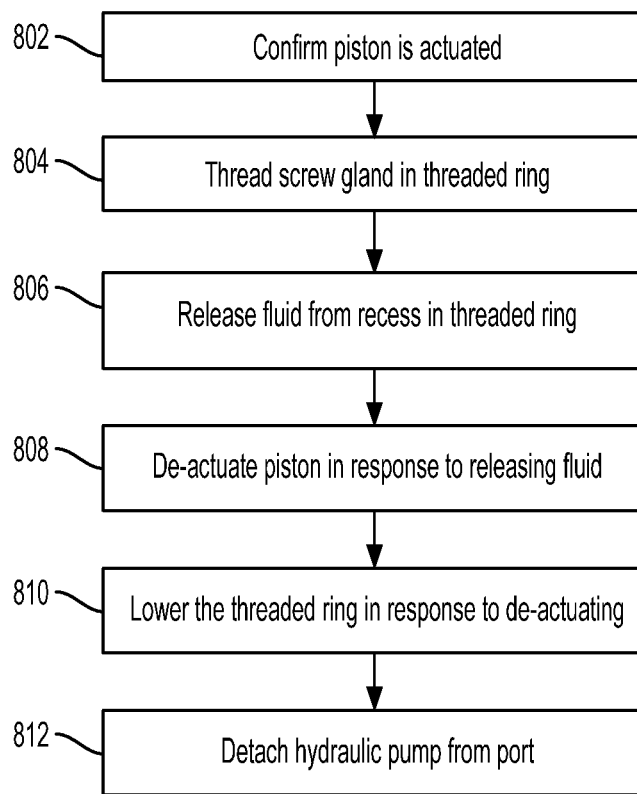 802
Confirm piston is actuated
804
Thread screw gland in threaded ring
806
Release fluid from recess in threaded ring
808
De-actuate piston in response to releasing fluid
810
Lower the threaded ring in response to de-actuating
812
Detach hydraulic pump from port